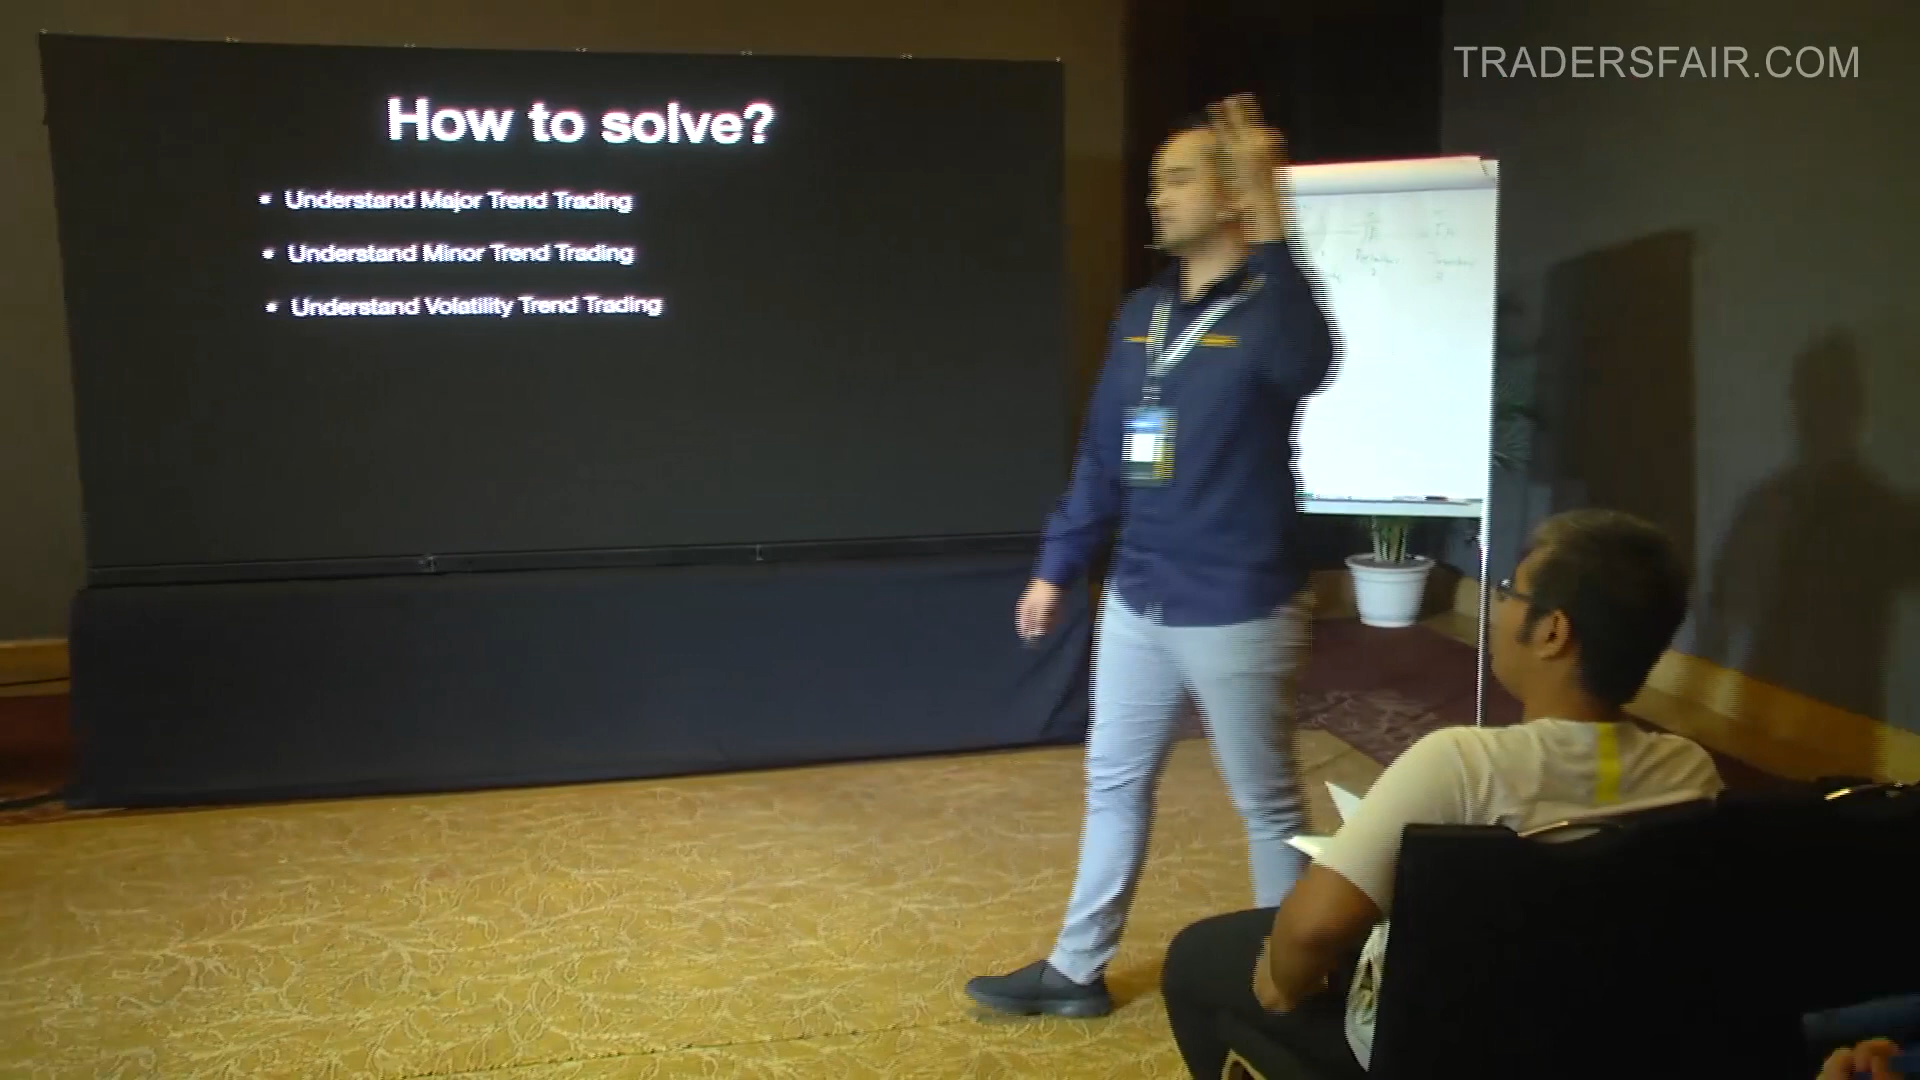 TRADERSFAIR.COM
How to solve?
• Understand Major Trend Trading
• Understand Minor Trend Trading
• Understand Volatility Trend Trading